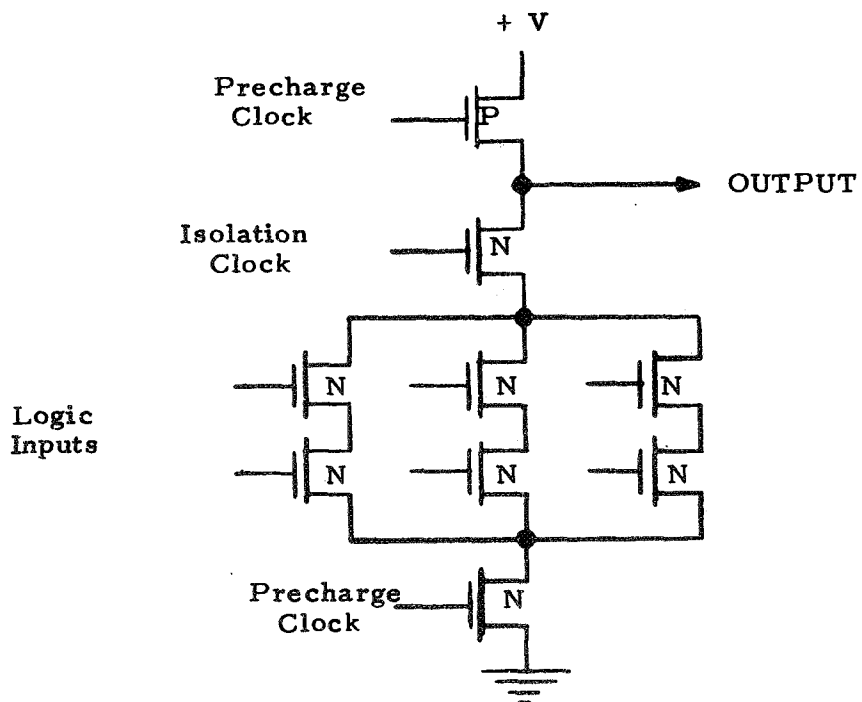 + V
Precharge
Clock
P
OUTPUT
Isolation
Clock
N
N
N
N
Logic
Inputs
N
N
N
Precharge
Clock
N